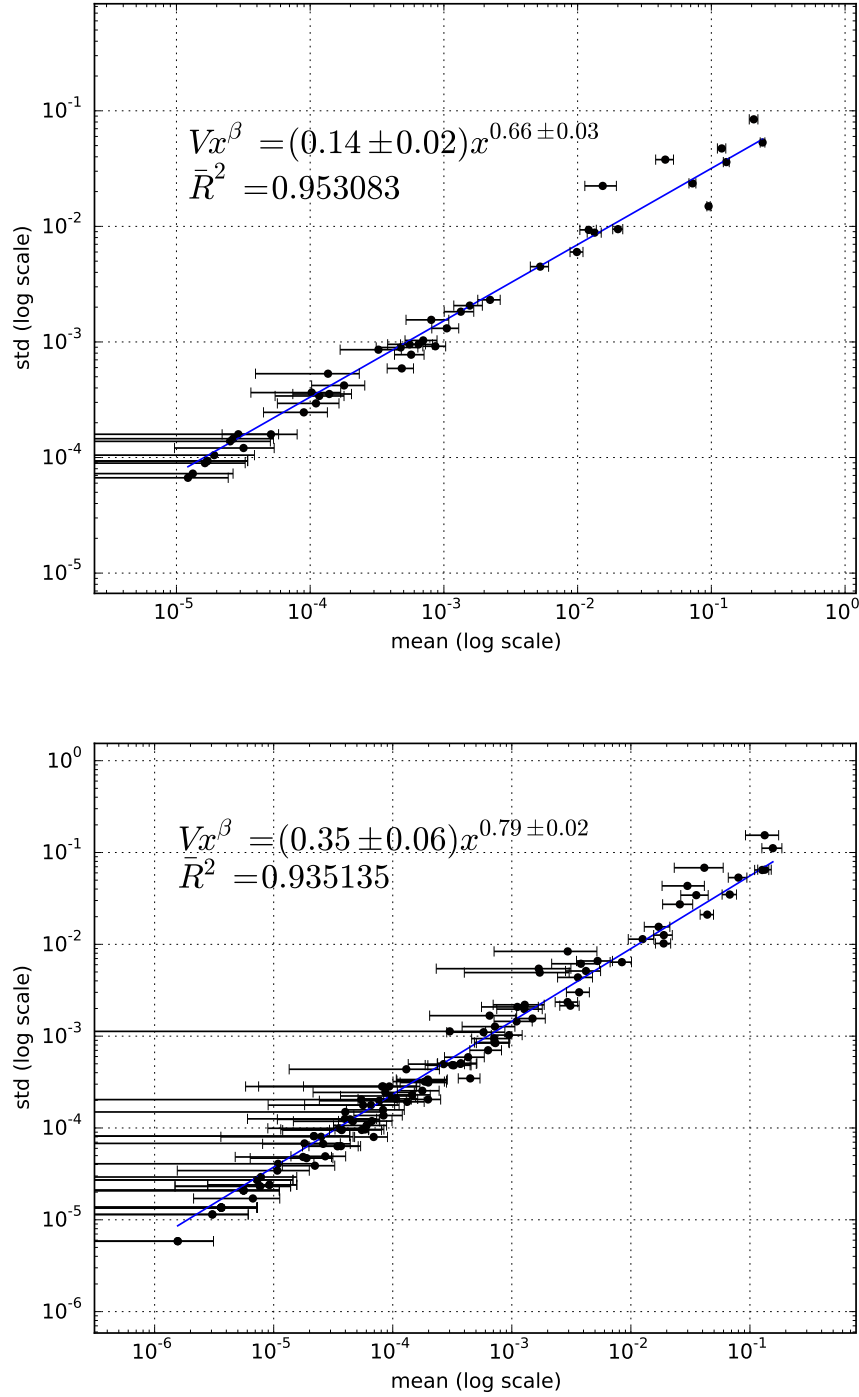 10⁻¹
Vx^β =(0.14±0.02)x^0.66±0.03
R̄² =0.953083
10⁻²
std (log scale)
10⁻³
10⁻⁴
10⁻⁵
10⁻⁵ 10⁻⁴ 10⁻³ 10⁻² 10⁻¹ 10⁰
mean (log scale)
10⁰
Vx^β =(0.35±0.06)x^0.79±0.02
10⁻¹
R̄² =0.935135
10⁻²
std (log scale)
10⁻³
10⁻⁴
10⁻⁵
10⁻⁶
10⁻⁶ 10⁻⁵ 10⁻⁴ 10⁻³ 10⁻² 10⁻¹
mean (log scale)